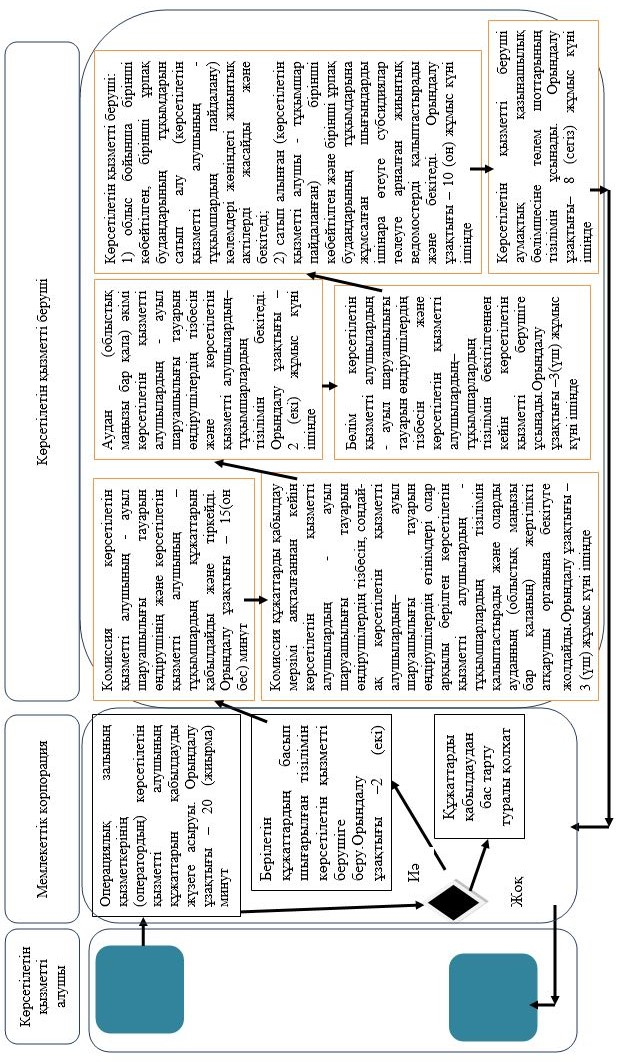 Көрсетілетін
қызметті
алушы
Мемлекеттік корпорация
Көрсетілетін қызметті беруші
Операциялық залының
қызметкерінің
(оператордың) көрсетілетін
қызметті алушының
құжаттарын қабылдауды
жүзеге асыруы. Орындалу
ұзақтығы – 20 (жиырма)
минут
Берілетін
құжаттардың басып
шығарылған тізілімін
көрсетілетін қызметті
берушіге
беру.Орындалу
ұзақтығы –2 (екі)
Иә
Жоқ
Құжаттарды
қабылдаудан
бас тарту
туралы қолхат
Комиссия көрсетілетін
қызметті алушының - ауыл
шаруашылығы тауарын
өндірушінің және көрсетілетін
қызметті алушының –
тұқымшардың құжаттарын
қабылдайды және тіркейді.
Орындалу ұзақтығы – 15(он
бес) минут
Комиссия құжаттарды қабылдау
мерзімі аяқталғаннан кейін
көрсетілетін қызметті
алушылардың - ауыл
шаруашылығы тауарын
өндірушілердің тізбесін, сондай-
ақ көрсетілетін қызметті
алушылардың– ауыл
шаруашылығы тауарын
өндірушілердің өтінімдері олар
арқылы берілген көрсетілетін
қызметті алушылардың -
тұқымшарлардың тізілімін
қалыптастырады және оларды
ауданның (облыстық маңызы
бар қаланың) жергілікті
атқарушы органына бекітуге
жолдайды.Орындалу ұзақтығы –
3 (үш) жұмыс күні ішінде
Аудан (облыстық
маңызы бар қала) әкімі
көрсетілетін қызметті
алушылардың - ауыл
шаруашылығы тауарын
өндірушілердің тізбесін
және көрсетілетін
қызметті алушылардың–
тұқымшарлардың
тізілімін бекітеді.
Орындалу ұзақтығы –
2 (екі) жұмыс күні
ішінде
Бөлім көрсетілетін
қызметті алушылардың
- ауыл шаруашылығы
тауарын өндірушілердің
тізбесін және
көрсетілетін қызметті
алушылардың–
тұқымшарлардың
тізілімін бекітілгеннен
кейін көрсетілетін
қызметті берушіге
ұсынады.Орындалу
ұзақтығы –3(үш) жұмыс
күні ішінде
Көрсетілетін қызметті беруші:
1) облыс бойынша бірінші
көбейтілген, бірінші ұрпақ
будандарының тұқымдарын
сатып алу (көрсетілетін
қызметті алушының -
тұқымшардың пайдалану)
көлемдері жөніндегі жиынтық
актілерді жасайды және
бекітеді;
2) сатып алынған (көрсетілетін
қызметті алушы - тұқымшар
пайдаланған) бірінші
көбейтілген және бірінші ұрпақ
будандарының тұқымдарына
жұмсалған шығындарды
ішінара өтеуге субсидиялар
төлеуге арналған жиынтық
ведомостерді қалыптастырады
және бекітеді. Орындалу
ұзақтығы – 10 (он) жұмыс күні
ішінде
Көрсетілетін қызметті беруші
аумақтық қазынашылық
бөлімшесіне төлем шоттарының
тізілімін ұсынады. Орындалу
ұзақтығы– 8 (сегіз) жұмыс күні
ішінде